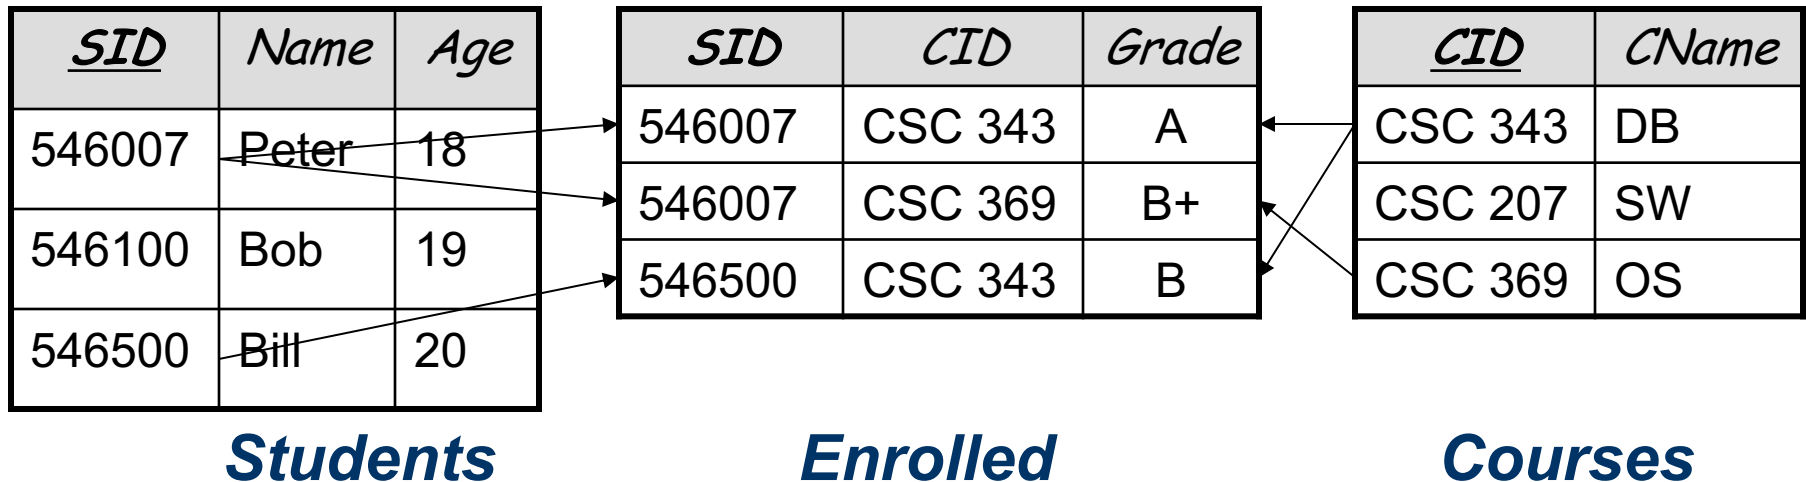 SID Name Age
546007 Peter 18
546100 Bob 19
546500 Bill 20
Students
SID CID Grade
546007 CSC 343 A
546007 CSC 369 B+
546500 CSC 343 B
Enrolled
CID CName
CSC 343 DB
CSC 207 SW
CSC 369 OS
Courses